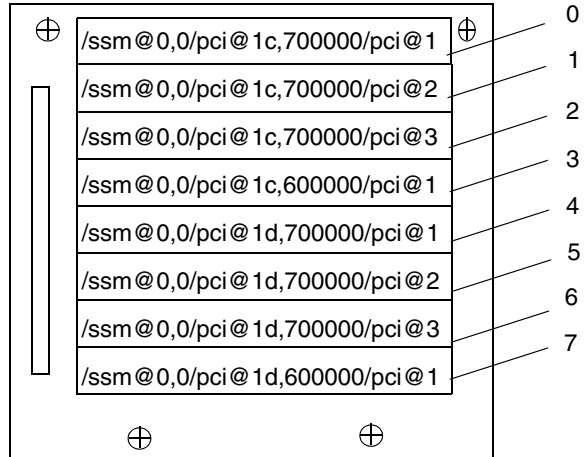 /ssm@0,0/pci@1c,700000/pci@1 0
/ssm@0,0/pci@1c,700000/pci@2 1
/ssm@0,0/pci@1c,700000/pci@3 2
/ssm@0,0/pci@1c,600000/pci@1 3
/ssm@0,0/pci@1d,700000/pci@1 4
/ssm@0,0/pci@1d,700000/pci@2 5
/ssm@0,0/pci@1d,700000/pci@3 6
/ssm@0,0/pci@1d,600000/pci@1 7